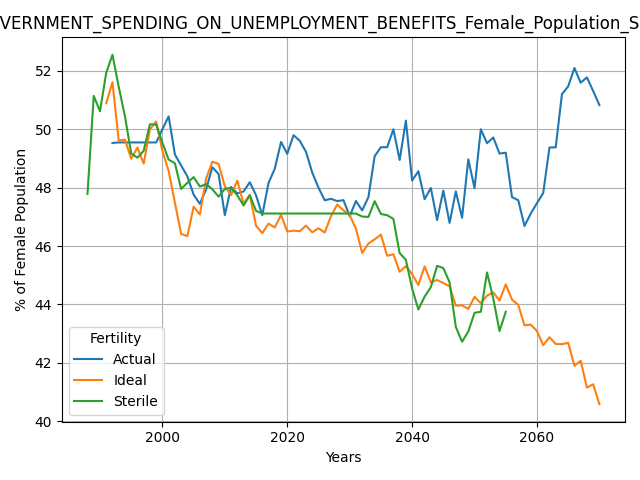 VERNMENT_SPENDING_ON_UNEMPLOYMENT_BENEFITS_Female_Population_S
52
50
48
46
44
42
40
% of Female Population
Fertility
Actual
Ideal
Sterile
2000
2020
2040
2060
Years